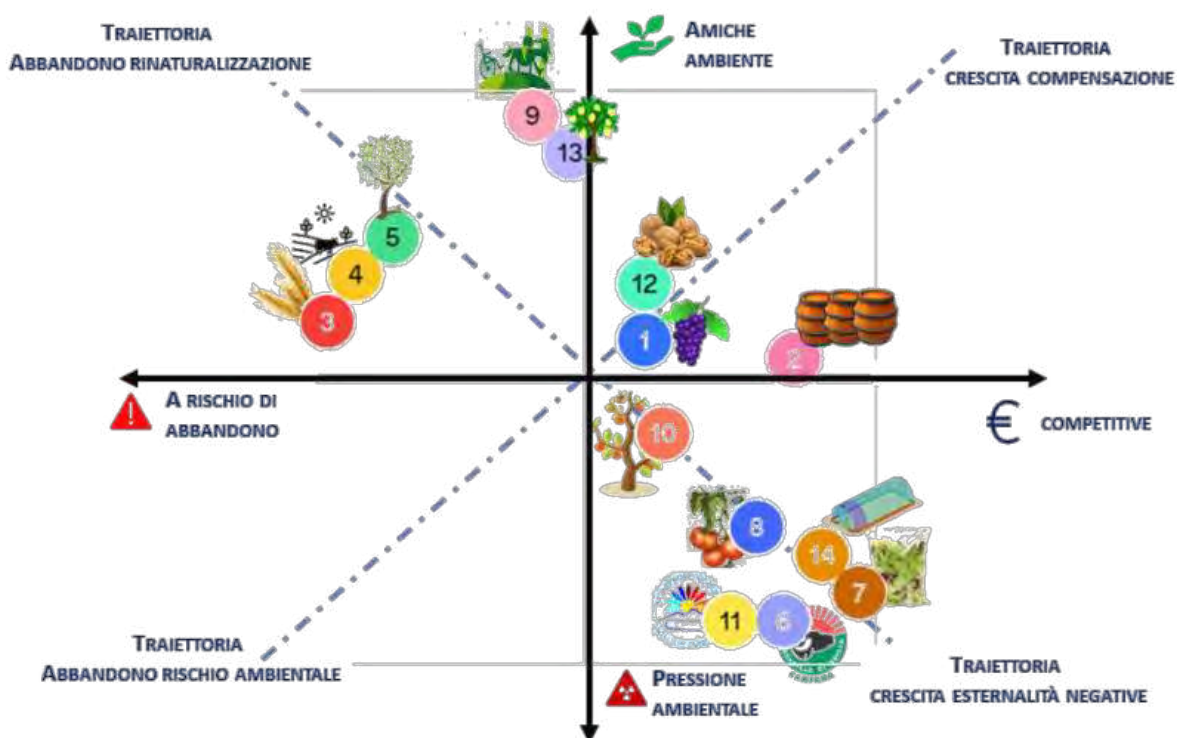 TRAIETTORIA
ABBANDONO RINATURALIZZAZIONE
AMICHE
AMBIENTE
TRAIETTORIA
CRESCITA COMPENSAZIONE
9
13
5
4
3
12
1
2
A RISCHIO DI
ABBANDONO
€ COMPETITIVE
10
8
14
7
11
6
TRAIETTORIA
ABBANDONO RISCHIO AMBIENTALE
PRESSIONE
AMBIENTALE
TRAIETTORIA
CRESCITA ESTERNALITÀ NEGATIVE